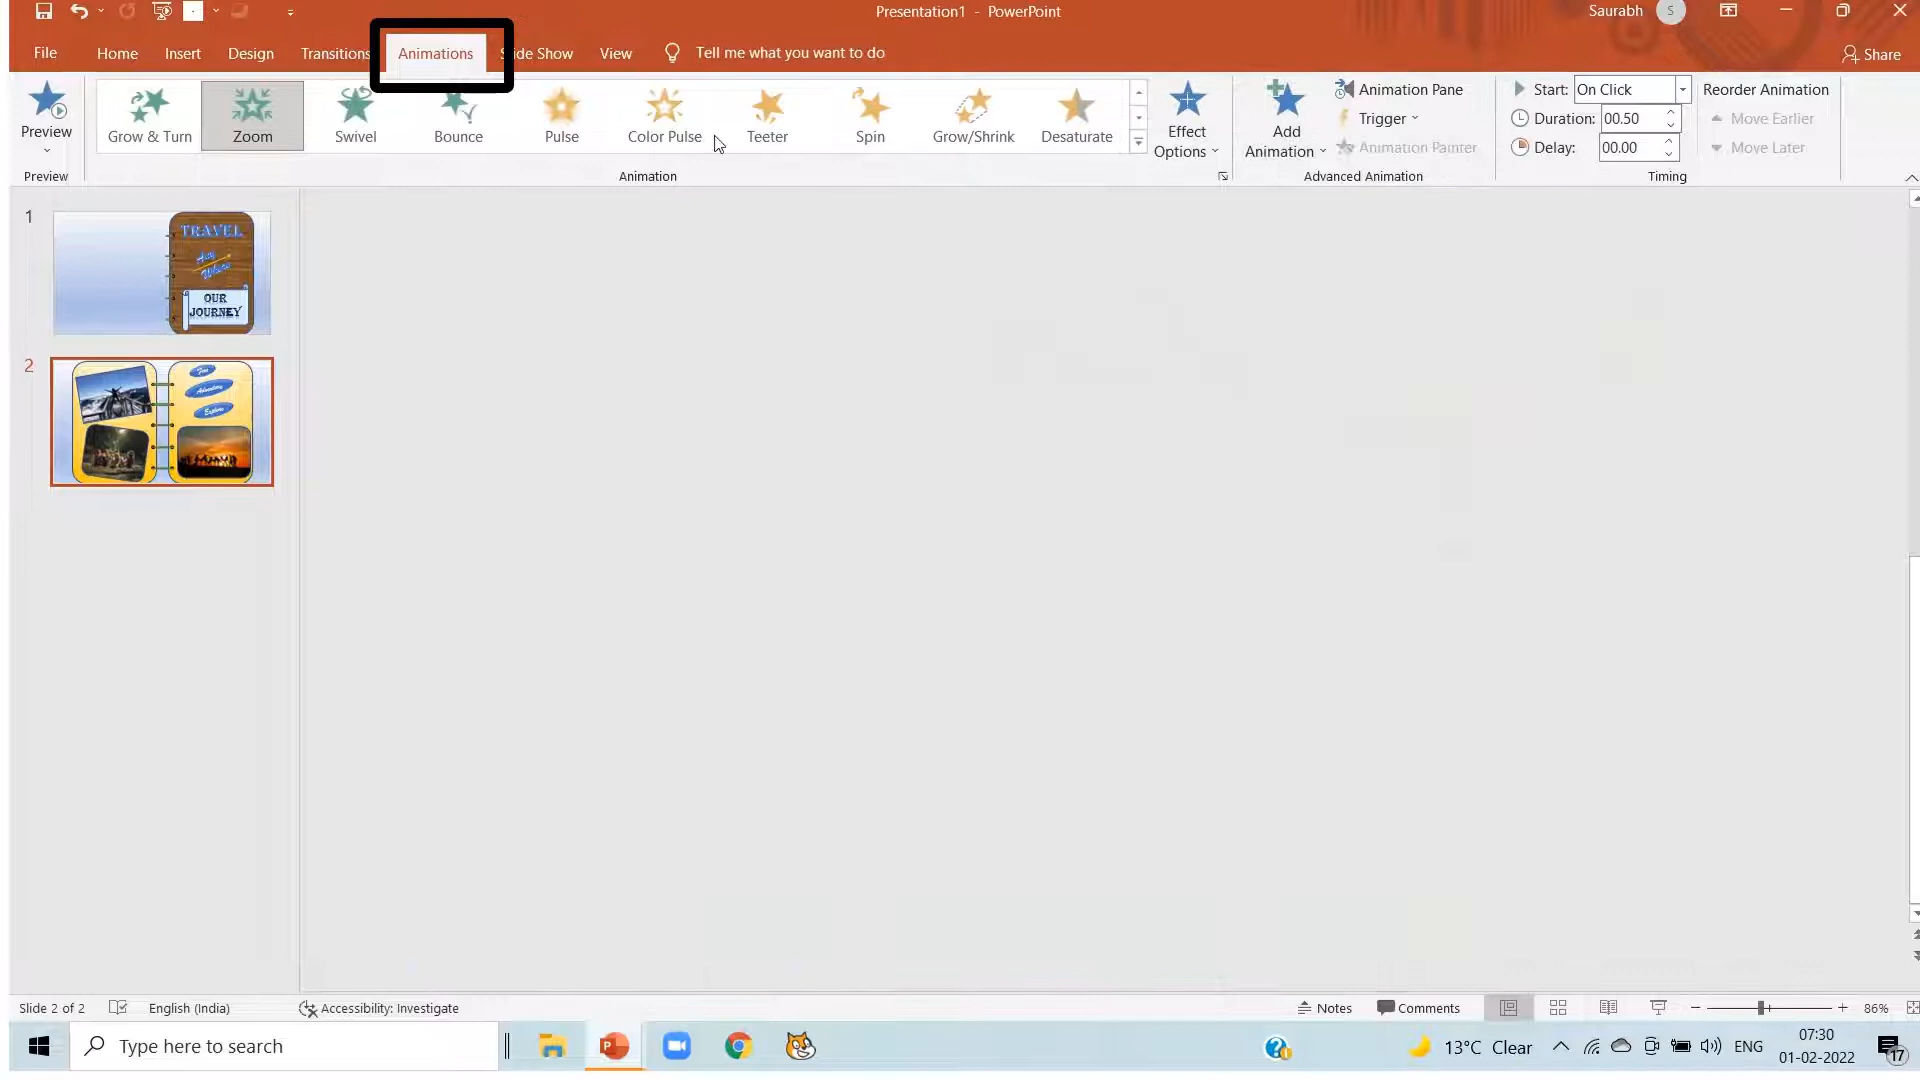 Presentation1 - PowerPoint
Saurabh
S
File
Home
Insert
Design
Transitions
Animations
Slide Show
View
Tell me what you want to do
Share
Preview
Grow & Turn
Zoom
Swivel
Bounce
Pulse
Color Pulse
Teeter
Spin
Grow/Shrink
Desaturate
Effect
Options
Add
Animation
Animation Pane
Trigger
Animation Painter
Start: On Click
Duration: 00.50
Delay: 00.00
Reorder Animation
Move Earlier
Move Later
Preview
Animation
Advanced Animation
Timing
1
TRAVEL
OUR
JOURNEY
2
Adventure
Explore
Slide 2 of 2
English (India)
Accessibility: Investigate
Notes
Comments
86%
Type here to search
13°C Clear
ENG
07:30
01-02-2022
17